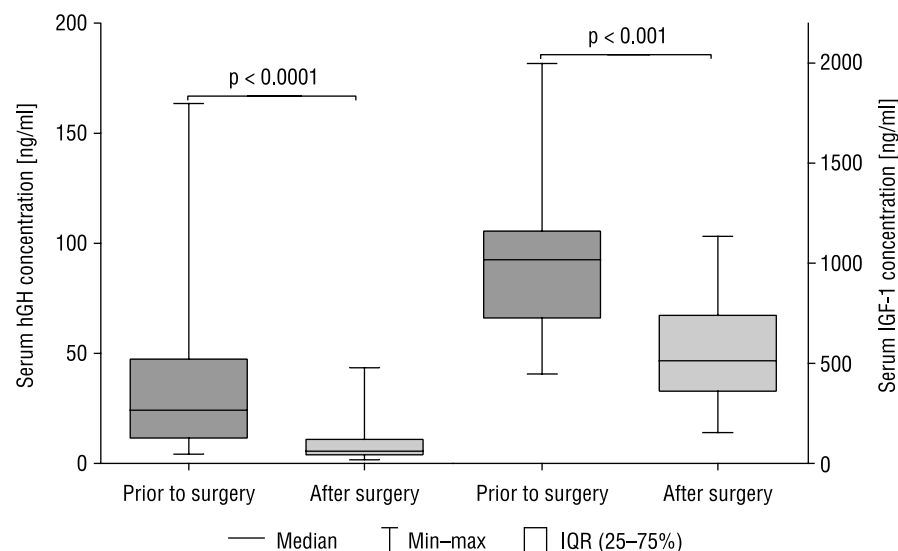 200
150
100
50
0
Serum hGH concentration [ng/ml]
p < 0.0001
p < 0.001
2000
1500
1000
500
0
Serum IGF-1 concentration [ng/ml]
Prior to surgery After surgery Prior to surgery After surgery
Median Min–max IQR (25–75%)